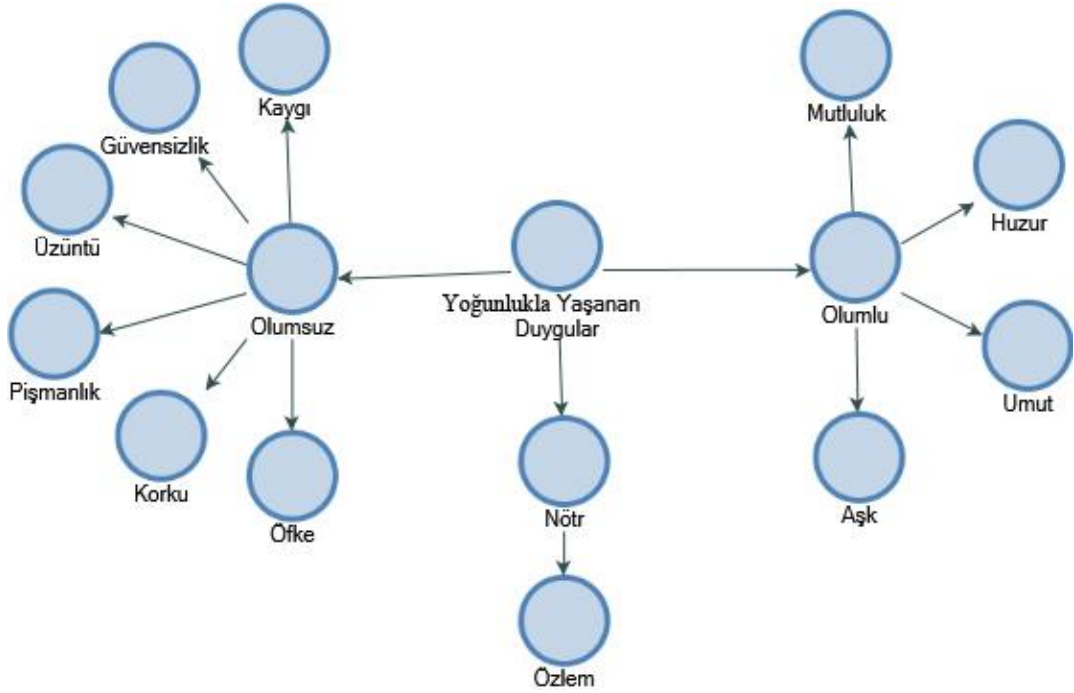 Kaygı
Mutluluk
Güvensizlik
Huzur
Üzüntü
Yoğunlukla Yaşanan
Duygular
Olumsuz
Olumlu
Pişmanlık
Umut
Korku
Öfke
Nötr
Aşk
Özlem